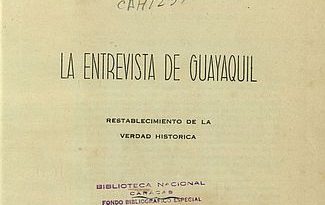 LA ENTREVISTA DE GUAYAQUIL
RESTABLECIMIENTO DE LA
VERDAD HISTORICA
BIBLIOTECA NACIONAL
CARACAS
FONDO BIBLIOGRAFICO ESPECIAL